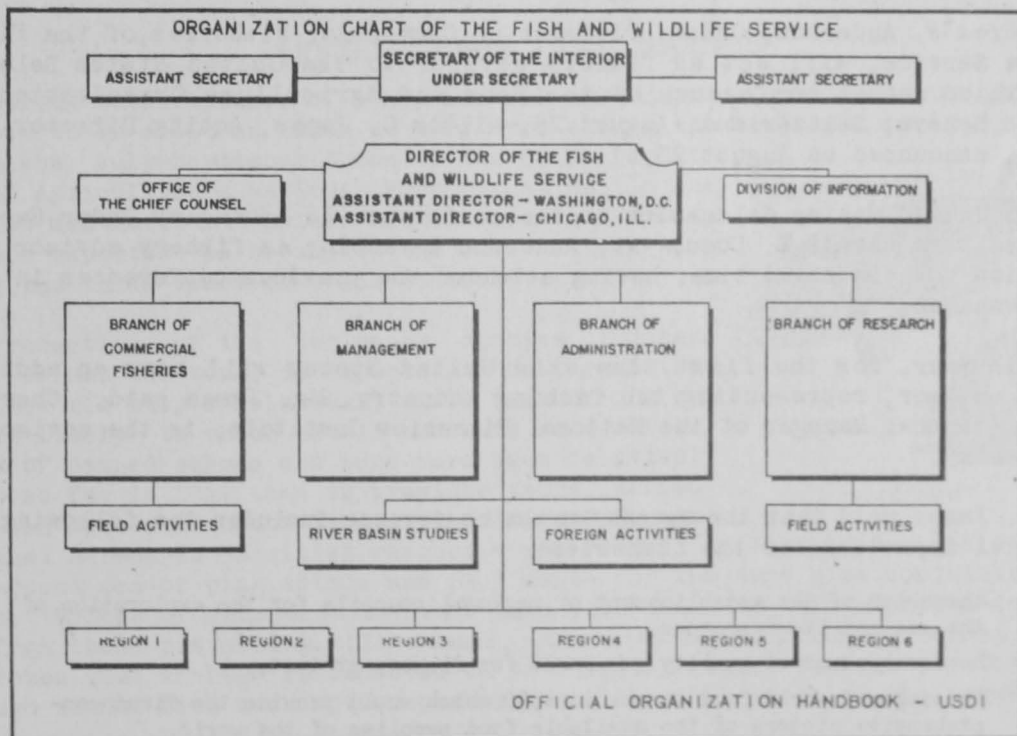 ORGANIZATION CHART OF THE FISH AND WILDLIFE SERVICE
SECRETARY OF THE INTERIOR
UNDER SECRETARY
ASSISTANT SECRETARY
ASSISTANT SECRETARY
DIRECTOR OF THE FISH
AND WILDLIFE SERVICE
ASSISTANT DIRECTOR — WASHINGTON, D.C.
ASSISTANT DIRECTOR — CHICAGO, ILL.
OFFICE OF
THE CHIEF COUNSEL
DIVISION OF INFORMATION
BRANCH OF
COMMERCIAL
FISHERIES
BRANCH OF
MANAGEMENT
BRANCH OF
ADMINISTRATION
BRANCH OF RESEARCH
FIELD ACTIVITIES
RIVER BASIN STUDIES
FOREIGN ACTIVITIES
FIELD ACTIVITIES
REGION 1
REGION 2
REGION 3
REGION 4
REGION 5
REGION 6
OFFICIAL ORGANIZATION HANDBOOK - USDI